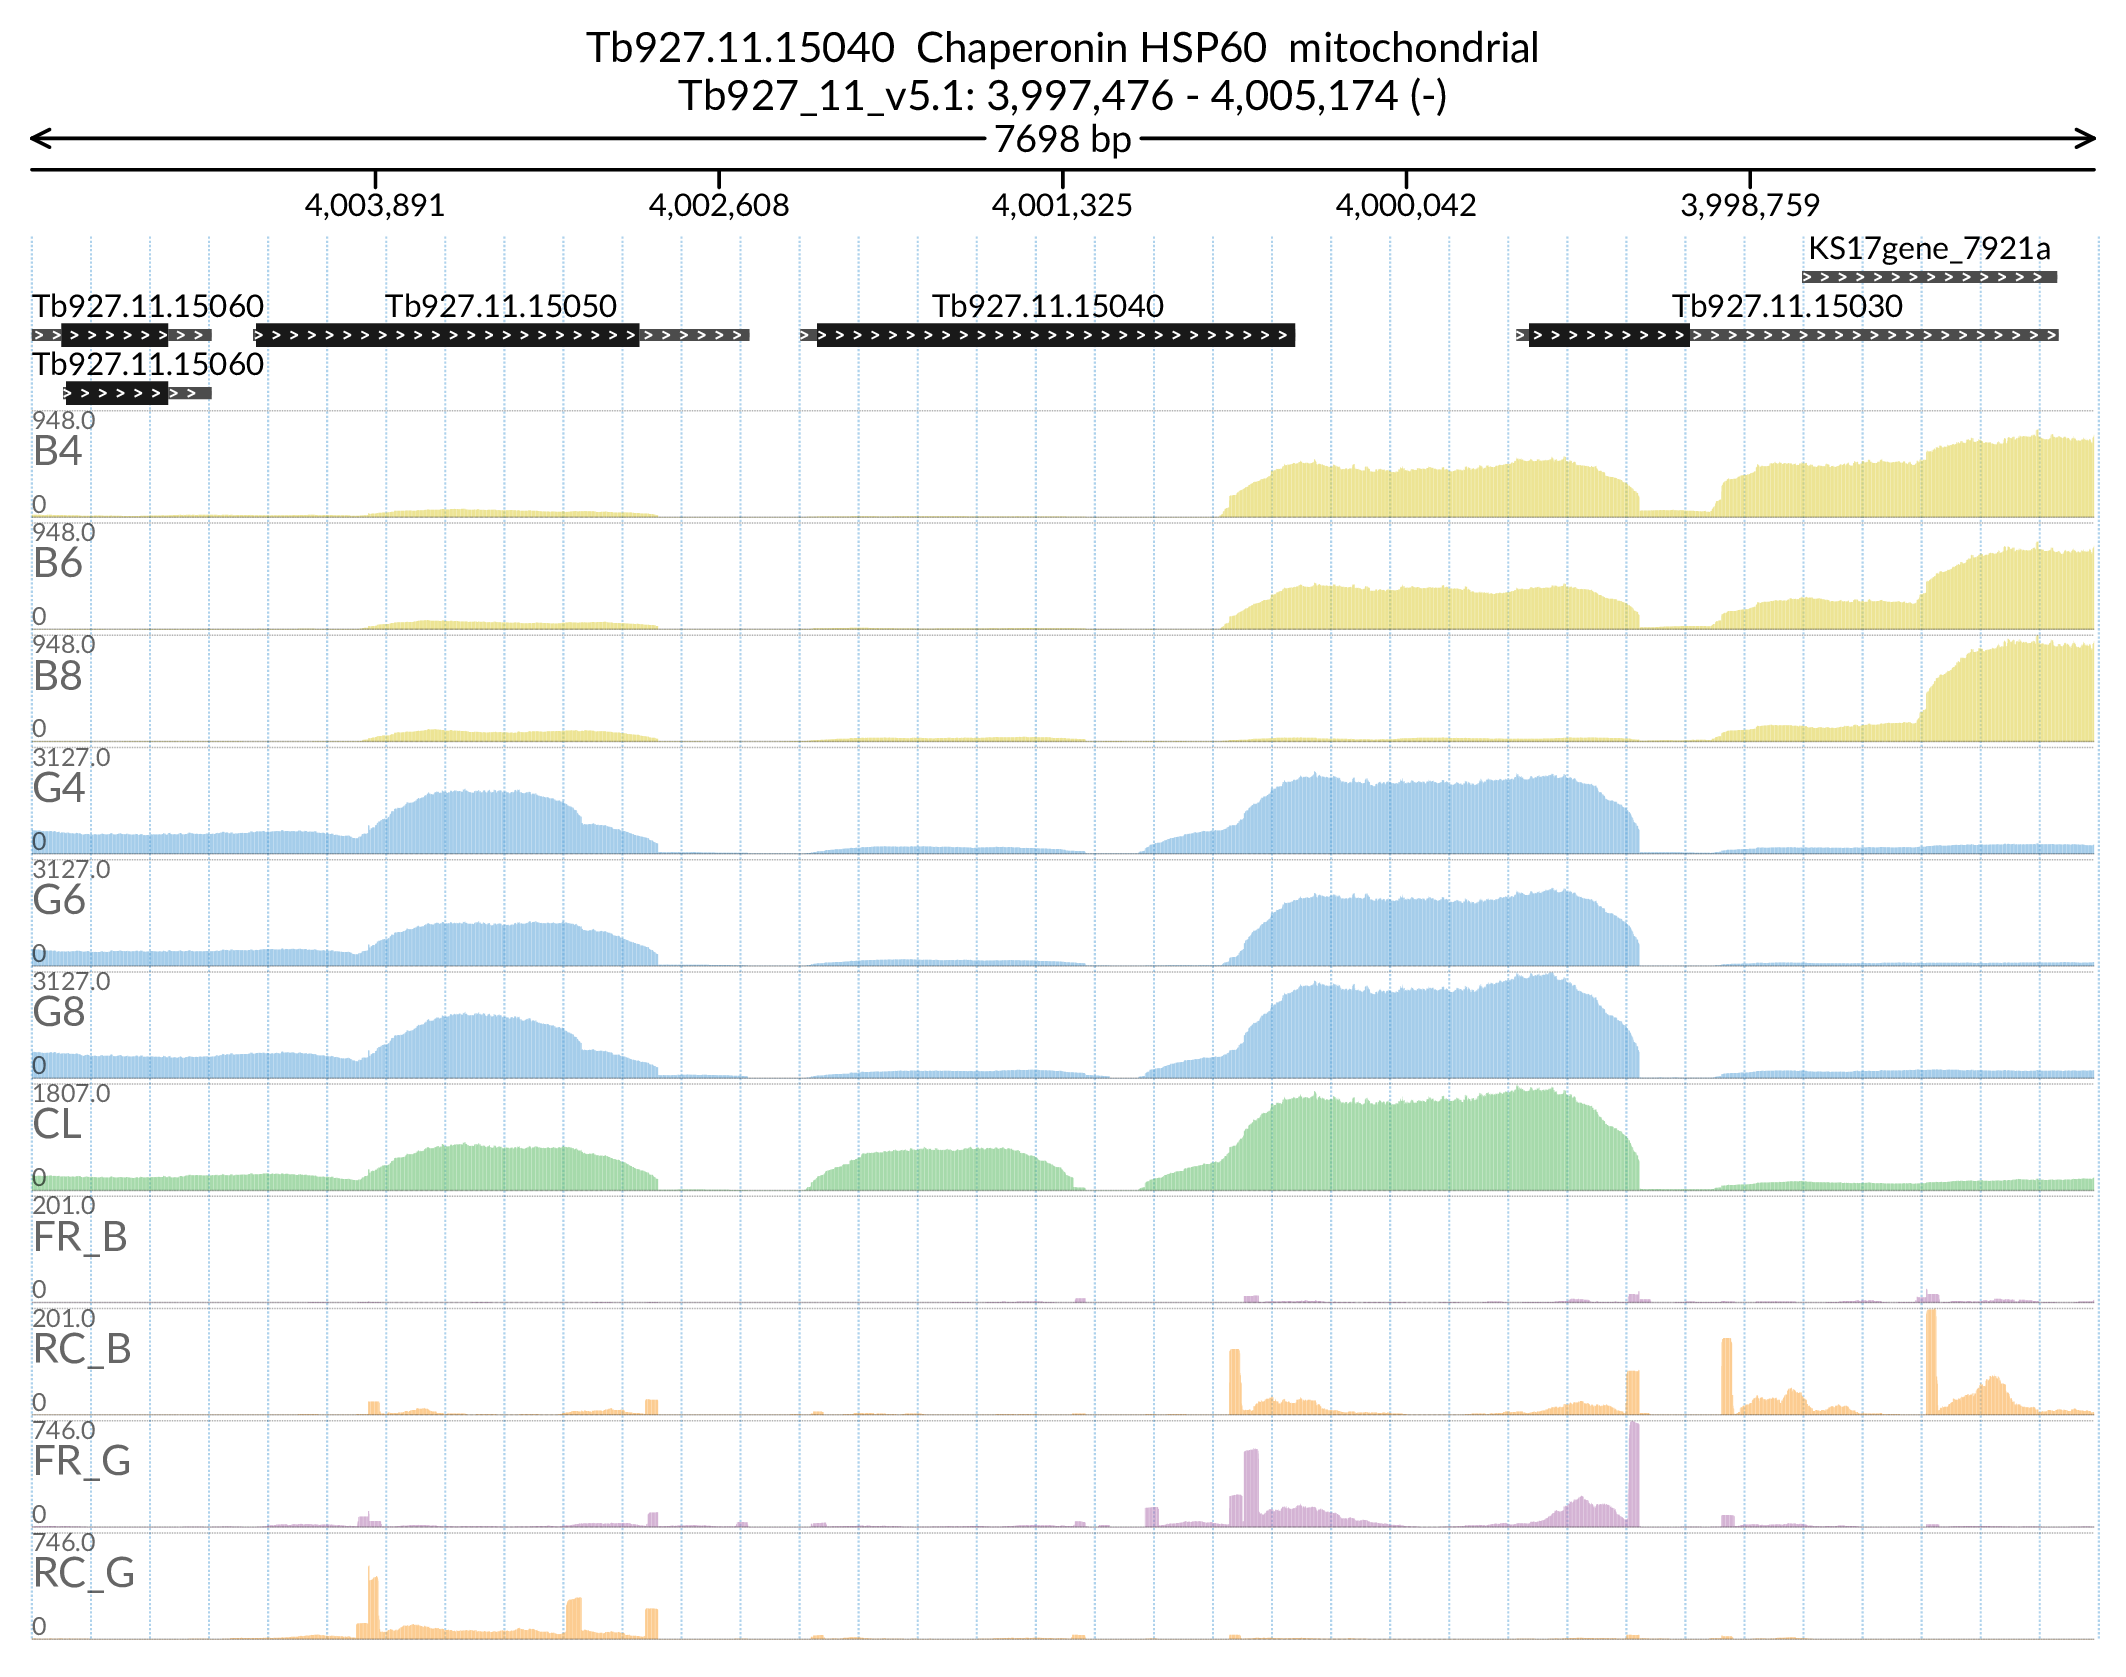 Tb927.11.15040  Chaperonin HSP60  mitochondrial
Tb927_11_v5.1: 3,997,476 - 4,005,174 (-)
7698 bp
4,003,891 4,002,608 4,001,325 4,000,042 3,998,759
KS17gene_7921a
Tb927.11.15060 Tb927.11.15050 Tb927.11.15040 Tb927.11.15030
Tb927.11.15060
948.0
B4
0
948.0
B6
0
948.0
B8
0
3127.0
G4
0
3127.0
G6
0
3127.0
G8
0
1807.0
CL
0
201.0
FR_B
0
201.0
RC_B
0
746.0
FR_G
0
746.0
RC_G
0